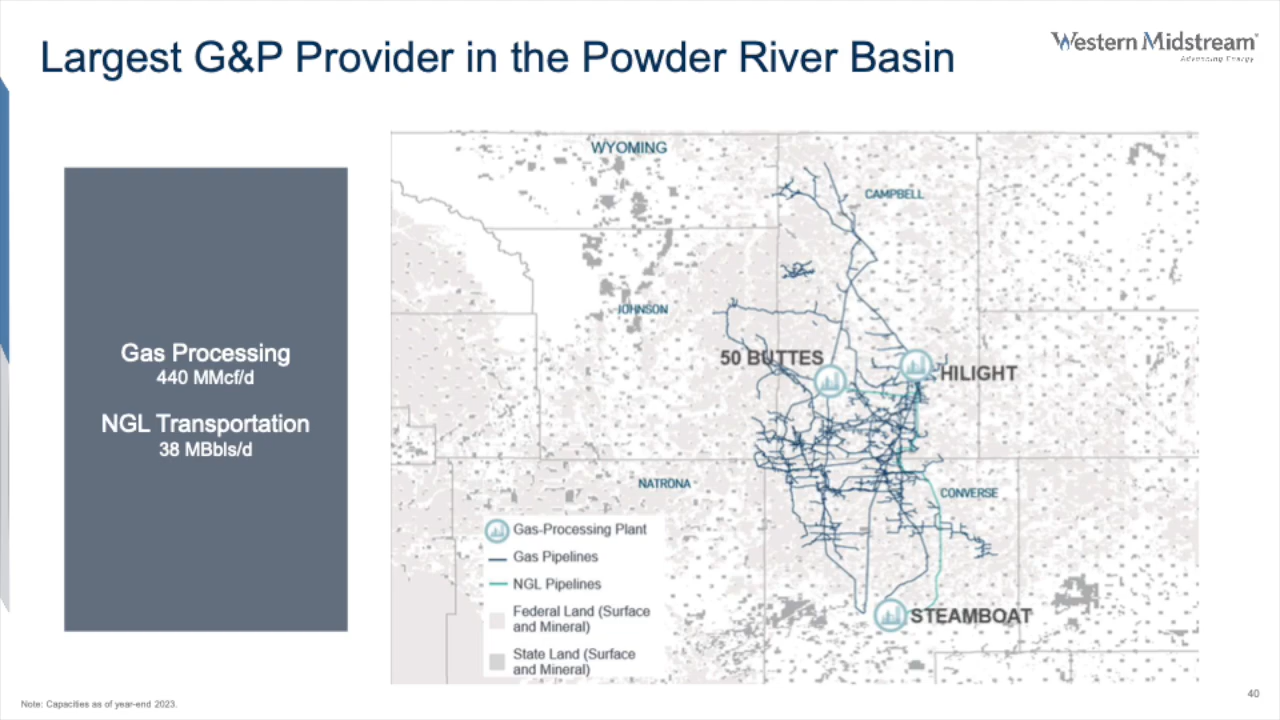 Largest G&P Provider in the Powder River Basin
Western Midstream
Advancing Energy
Gas Processing
440 MMcf/d
NGL Transportation
38 MBbls/d
WYOMING
CAMPBELL
JOHNSON
50 BUTTES
HILIGHT
NATRONA
CONVERSE
Gas-Processing Plant
Gas Pipelines
NGL Pipelines
Federal Land (Surface
and Mineral)
State Land (Surface
and Mineral)
STEAMBOAT
Note: Capacities as of year-end 2023.
40